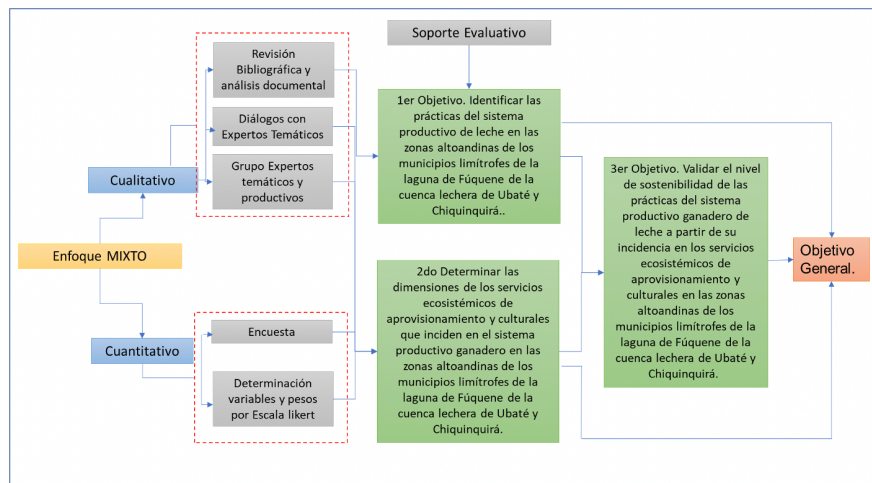 Soporte Evaluativo
Revisión
Bibliográfica y
análisis documental
Diálogos con
Expertos Temáticos
Grupo Expertos
temáticos y
productivos
Cualitativo
Enfoque MIXTO
Cuantitativo
Encuesta
Determinación
variables y pesos
por Escala likert
1er Objetivo. Identificar las
prácticas del sistema
productivo de leche en las
zonas altoandinas de los
municipios limítrofes de la
laguna de Fúquene de la
cuenca lechera de Ubaté y
Chiquinquirá..
2do Determinar las
dimensiones de los servicios
ecosistémicos de
aprovisionamiento y culturales
que inciden en el sistema
productivo ganadero en las
zonas altoandinas de los
municipios limítrofes de la
laguna de Fúquene de la
cuenca lechera de Ubaté y
Chiquinquirá.
3er Objetivo. Validar el nivel
de sostenibilidad de las
prácticas del sistema
productivo ganadero de
leche a partir de su
incidencia en los servicios
ecosistémicos de
aprovisionamiento y
culturales en las zonas
altoandinas de los
municipios limítrofes de la
laguna de Fúquene de la
cuenca lechera de Ubaté y
Chiquinquirá.
Objetivo
General.